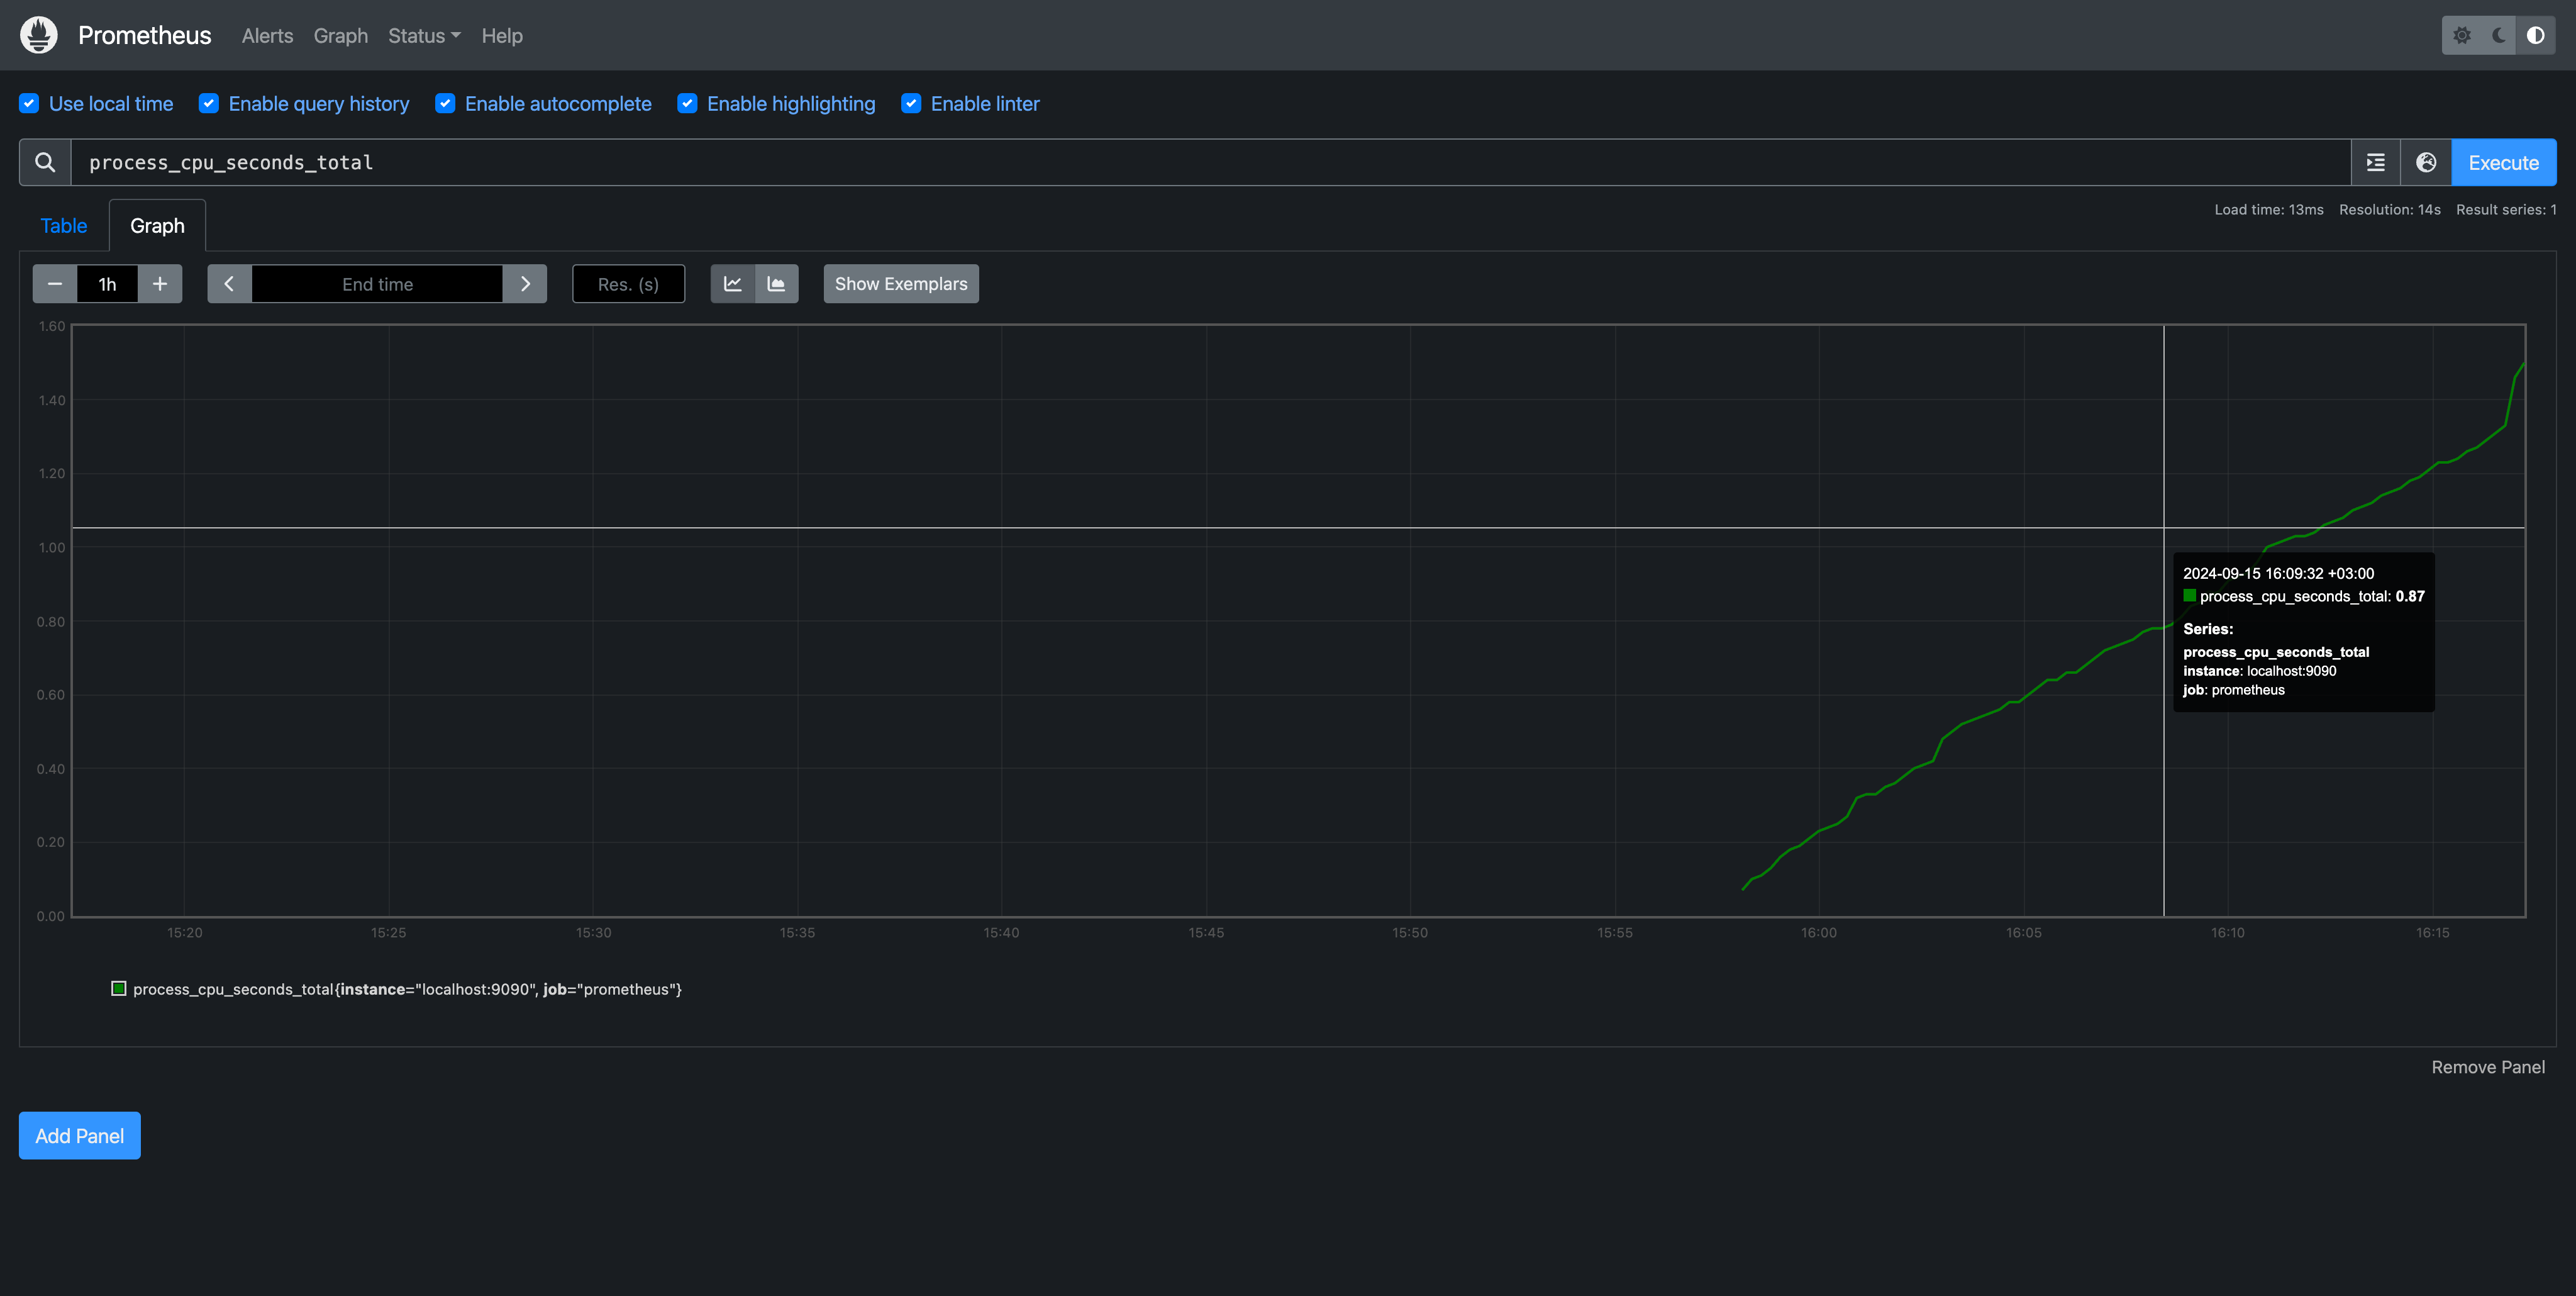 Prometheus Alerts Graph Status Help
Use local time Enable query history Enable autocomplete Enable highlighting Enable linter
process_cpu_seconds_total Execute
Table Graph
Load time: 13ms Resolution: 14s Result series: 1
1h End time Res. (s) Show Exemplars
1.60
1.40
1.20
1.00
0.80
0.60
0.40
0.20
0.00
2024-09-15 16:09:32 +03:00
process_cpu_seconds_total: 0.87
Series:
process_cpu_seconds_total
instance: localhost:9090
job: prometheus
15:20 15:25 15:30 15:35 15:40 15:45 15:50 15:55 16:00 16:05 16:10 16:15
process_cpu_seconds_total{instance="localhost:9090", job="prometheus"}
Remove Panel
Add Panel